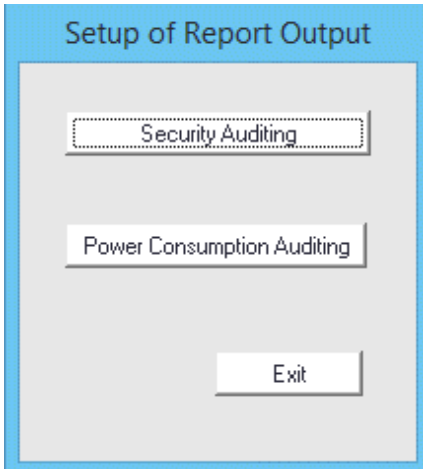 Setup of Report Output
Security Auditing
Power Consumption Auditing
Exit